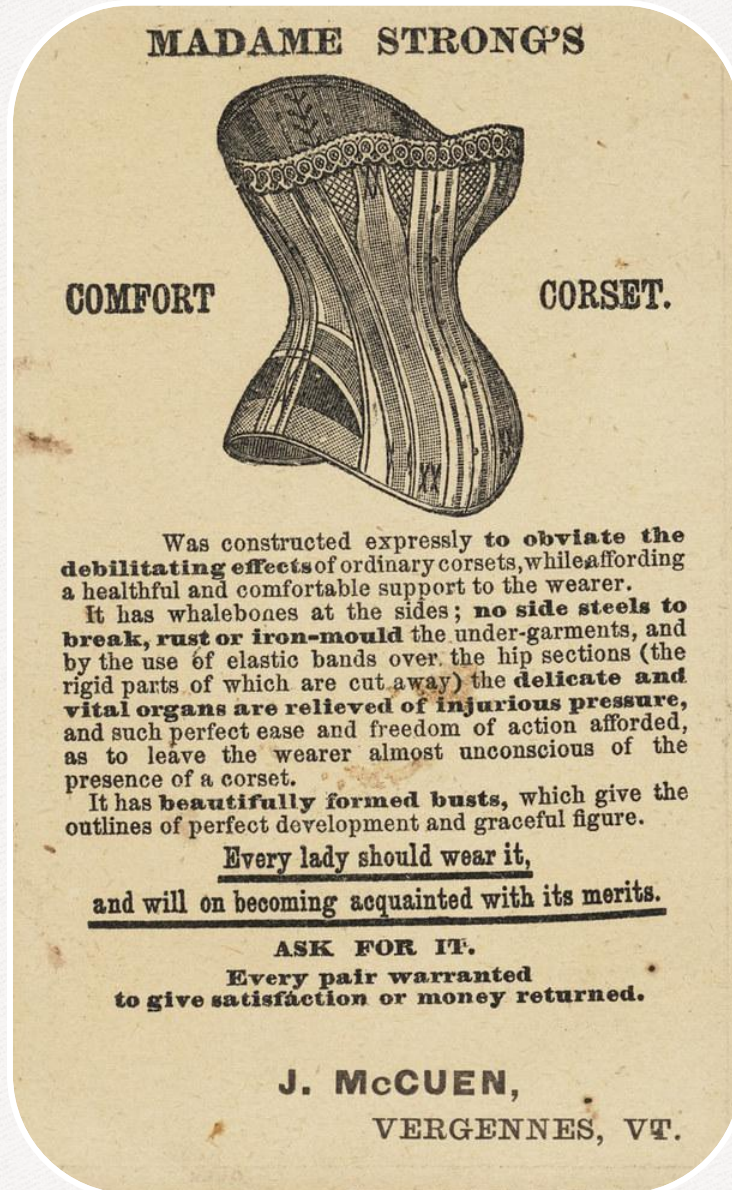 MADAME STRONG'S
COMFORT CORSET.
Was constructed expressly to obviate the
debilitating effects of ordinary corsets, while affording
a healthful and comfortable support to the wearer.
It has whalebones at the sides; no side steels to
break, rust or iron-mould the under-garments, and
by the use of elastic bands over the hip sections (the
rigid parts of which are cut away) the delicate and
vital organs are relieved of injurious pressure,
and such perfect ease and freedom of action afforded,
as to leave the wearer almost unconscious of the
presence of a corset.
It has beautifully formed busts, which give the
outlines of perfect development and graceful figure.
Every lady should wear it,
and will on becoming acquainted with its merits.
ASK FOR IT.
Every pair warranted
to give satisfaction or money returned.
J. McCUEN,
VERGENNES, VT.